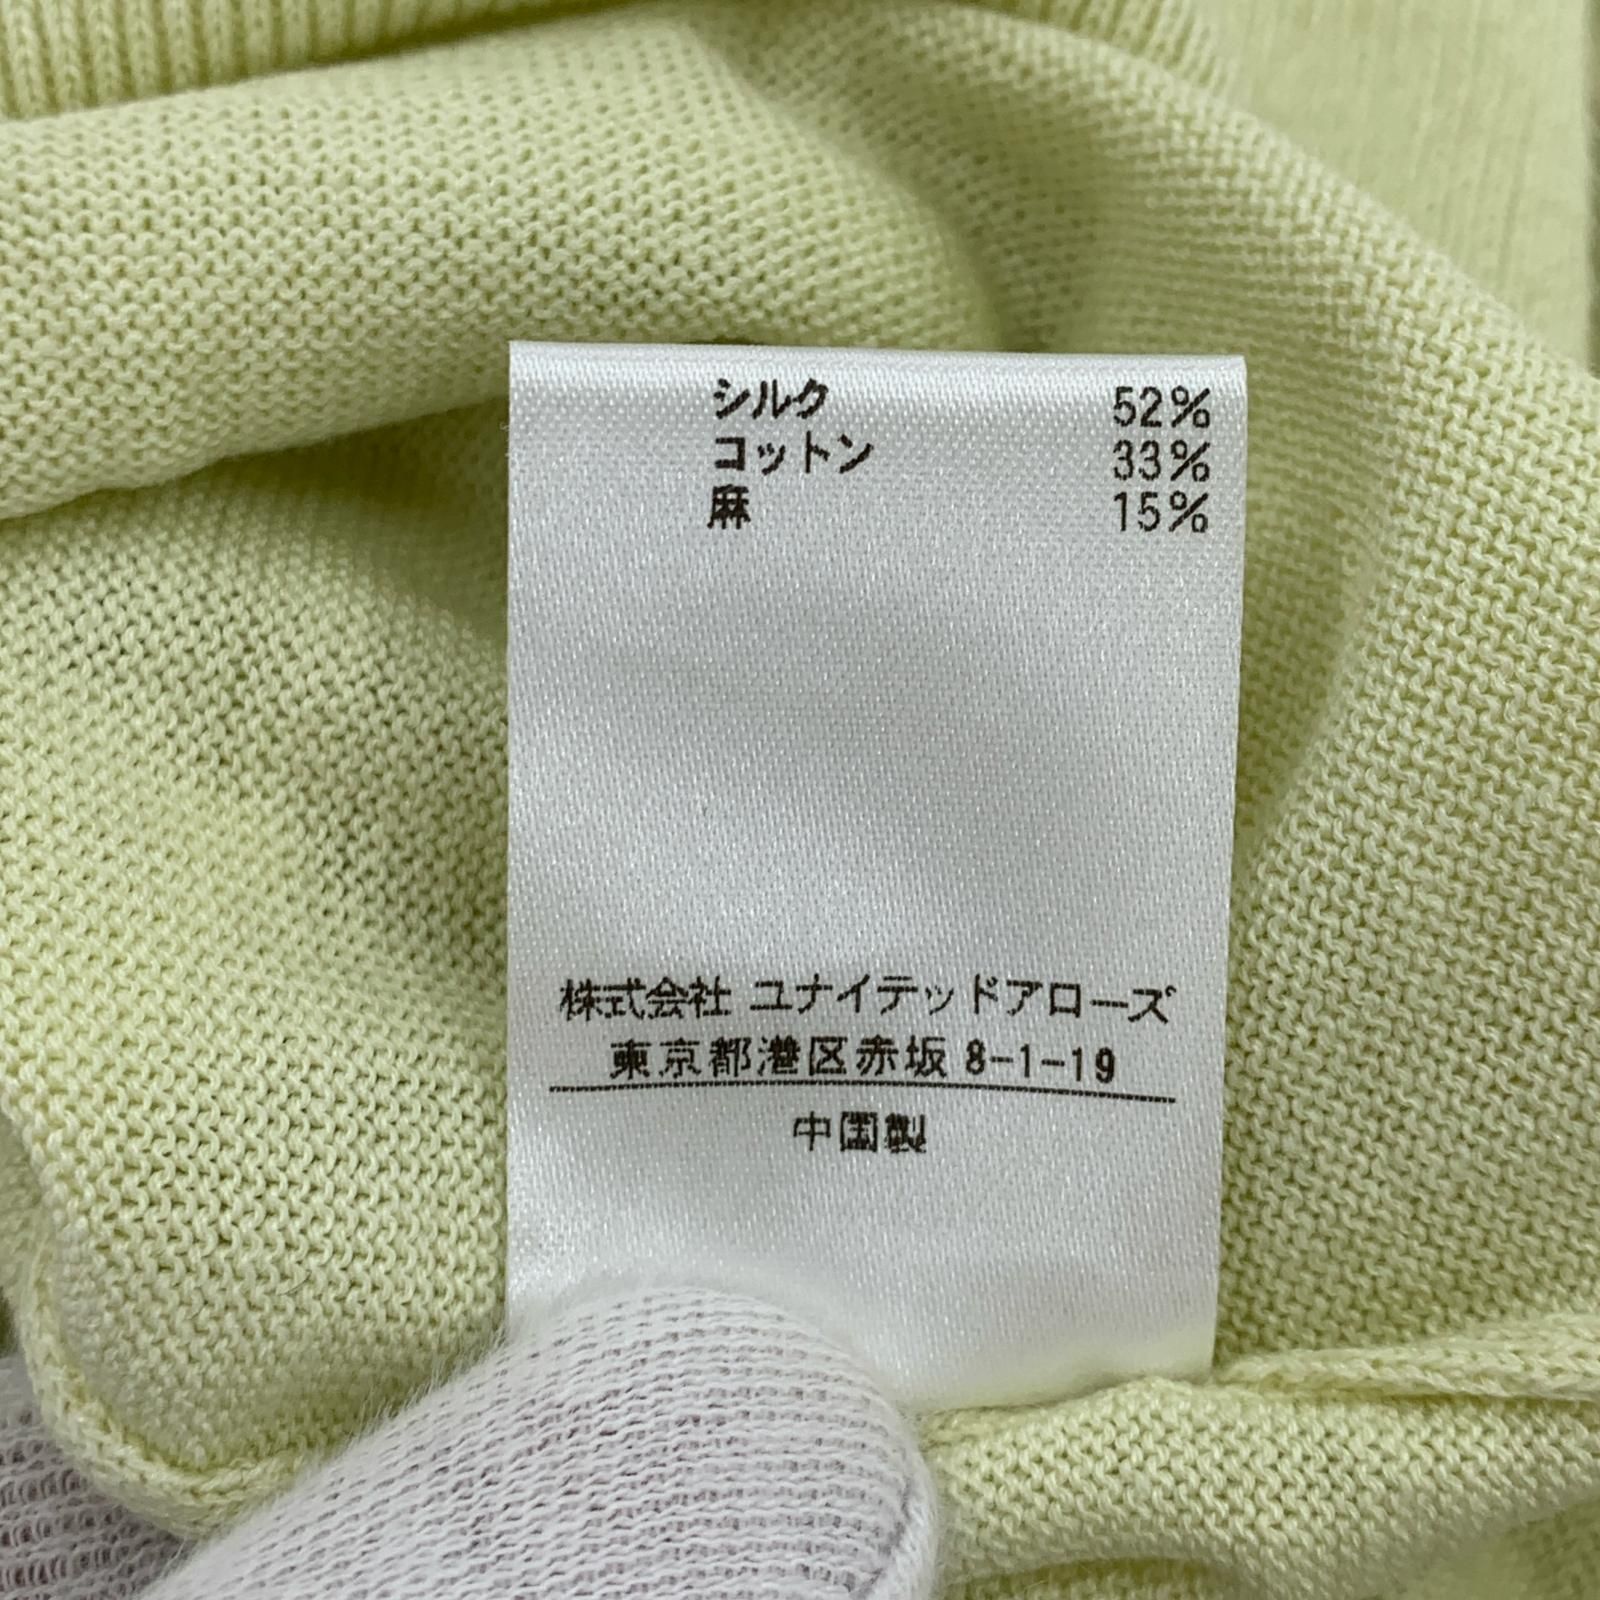 シルク 52%
コットン 33%
麻 15%
株式会社 ユナイテッドアローズ
東京都港区赤坂 8-1-19
中国製